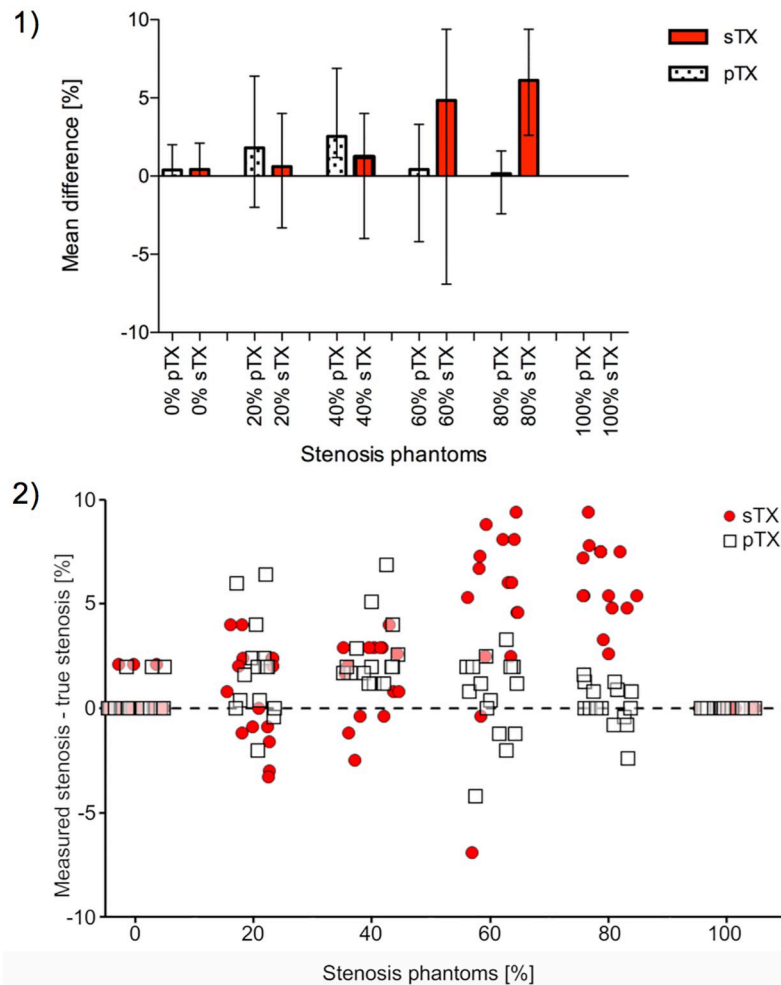 1)
Mean difference [%]
10
5
0
-5
-10
sTX
pTX
0% pTX
0% sTX
20% pTX
20% sTX
40% pTX
40% sTX
60% pTX
60% sTX
80% pTX
80% sTX
100% pTX
100% sTX
Stenosis phantoms
2)
Measured stenosis - true stenosis [%]
10
5
0
-5
-10
sTX
pTX
0 20 40 60 80 100
Stenosis phantoms [%]